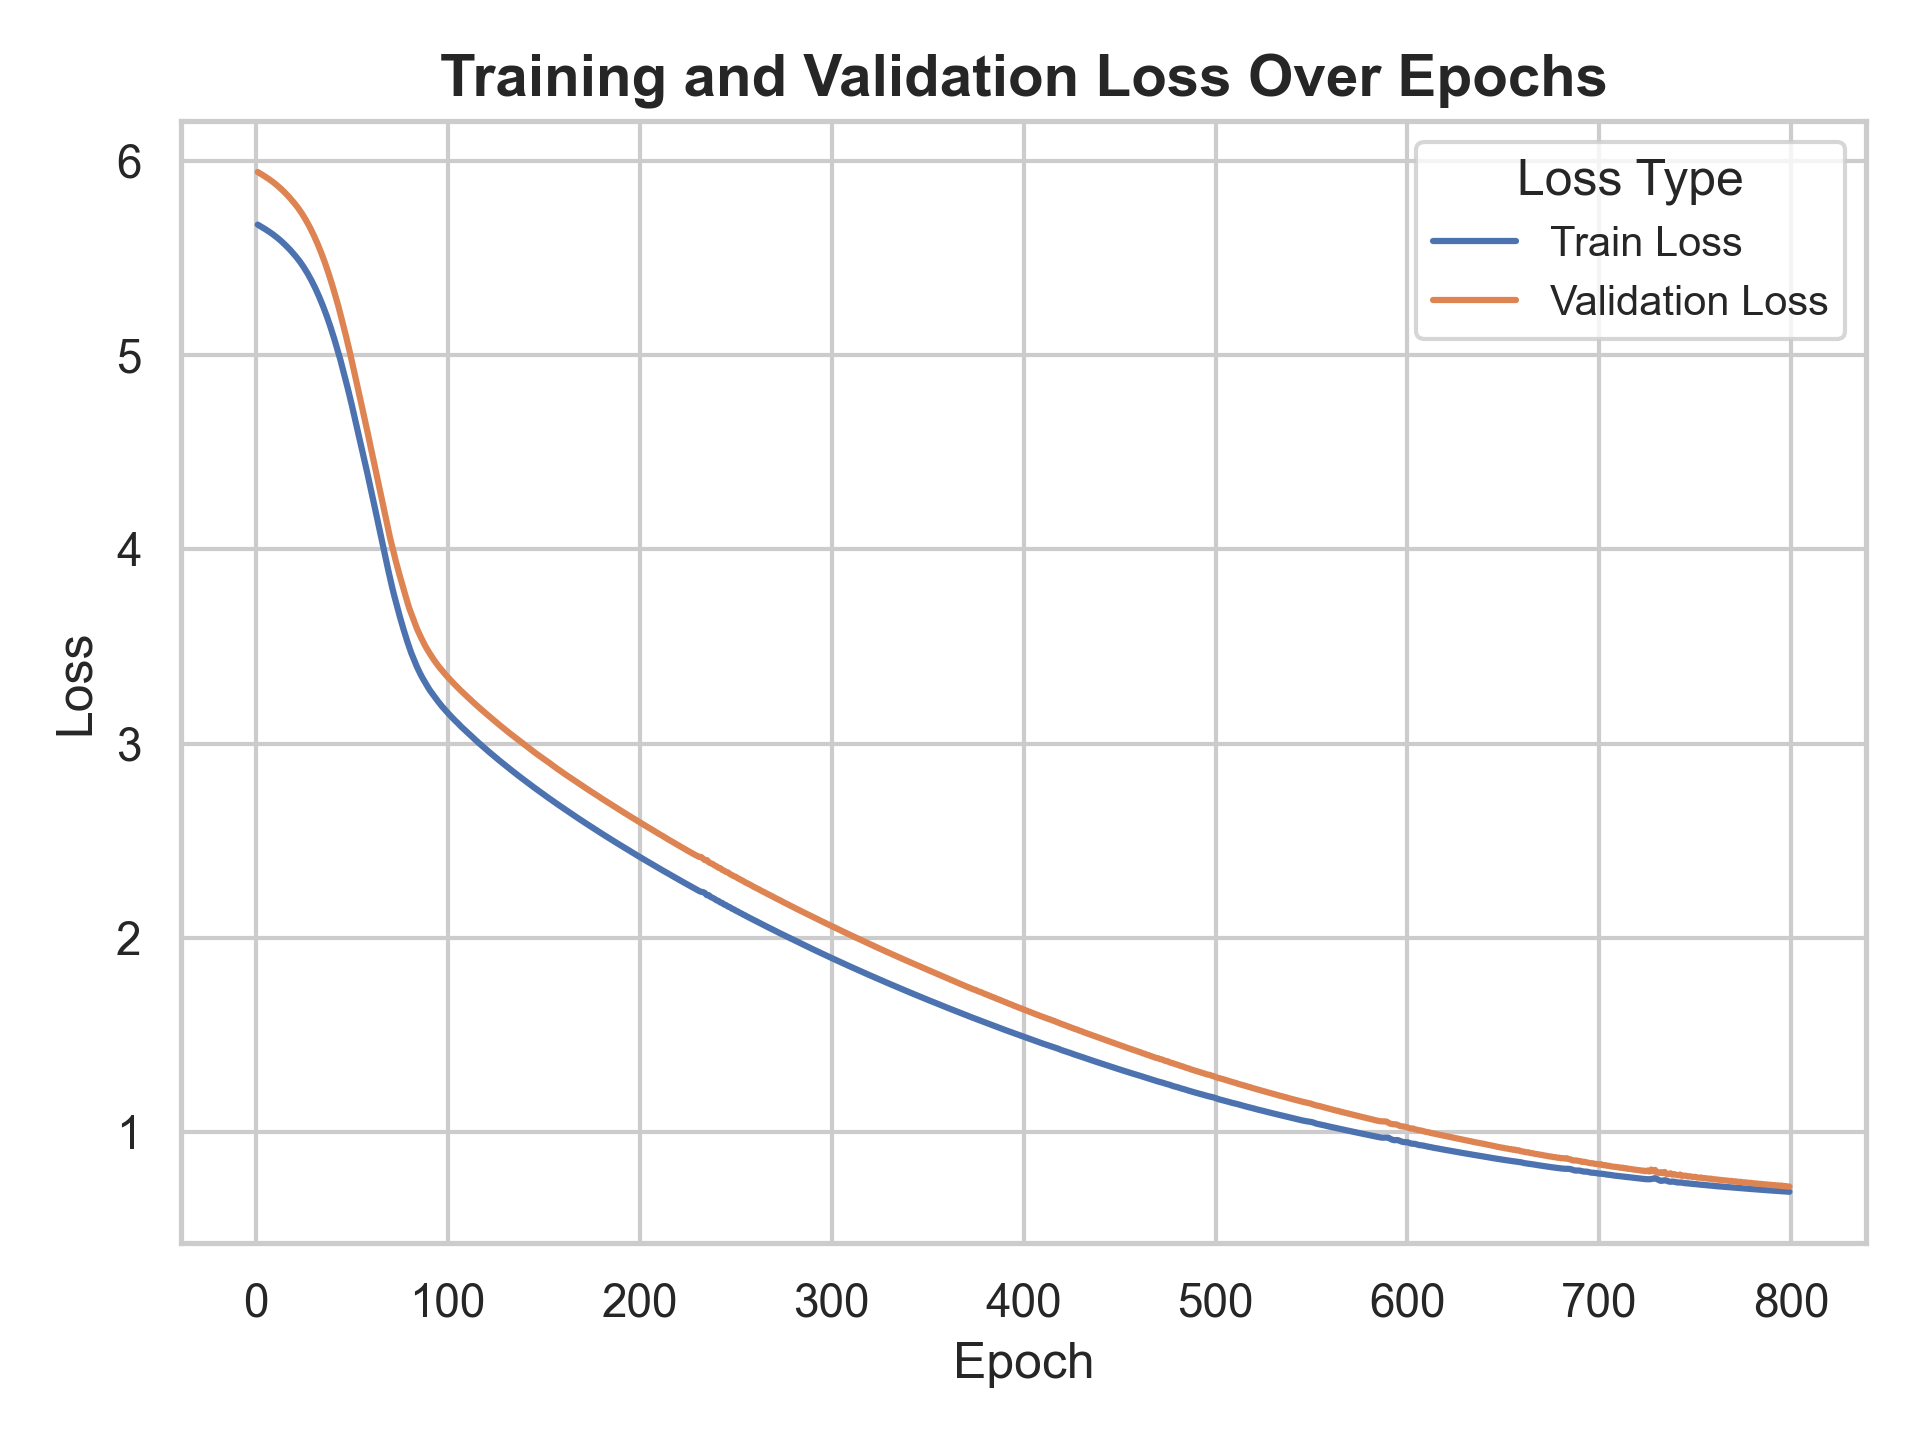 Training and Validation Loss Over Epochs
Loss Type
Train Loss
Validation Loss
6
5
4
3
2
1
Loss
0 100 200 300 400 500 600 700 800
Epoch